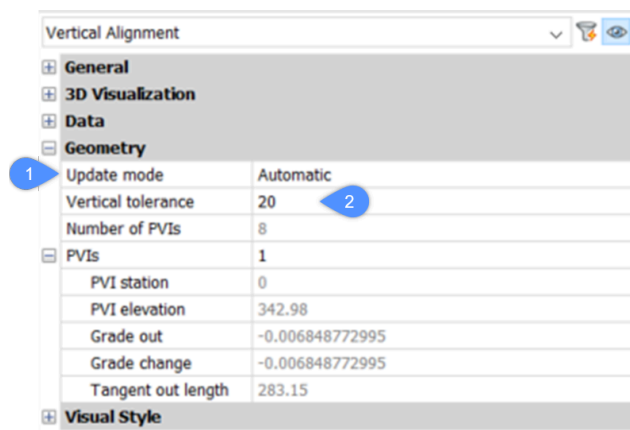 Vertical Alignment
General
3D Visualization
Data
Geometry
1 Update mode Automatic
Vertical tolerance 20 2
Number of PVIs 8
PVIs 1
PVI station 0
PVI elevation 342.98
Grade out -0.006848772995
Grade change -0.006848772995
Tangent out length 283.15
Visual Style